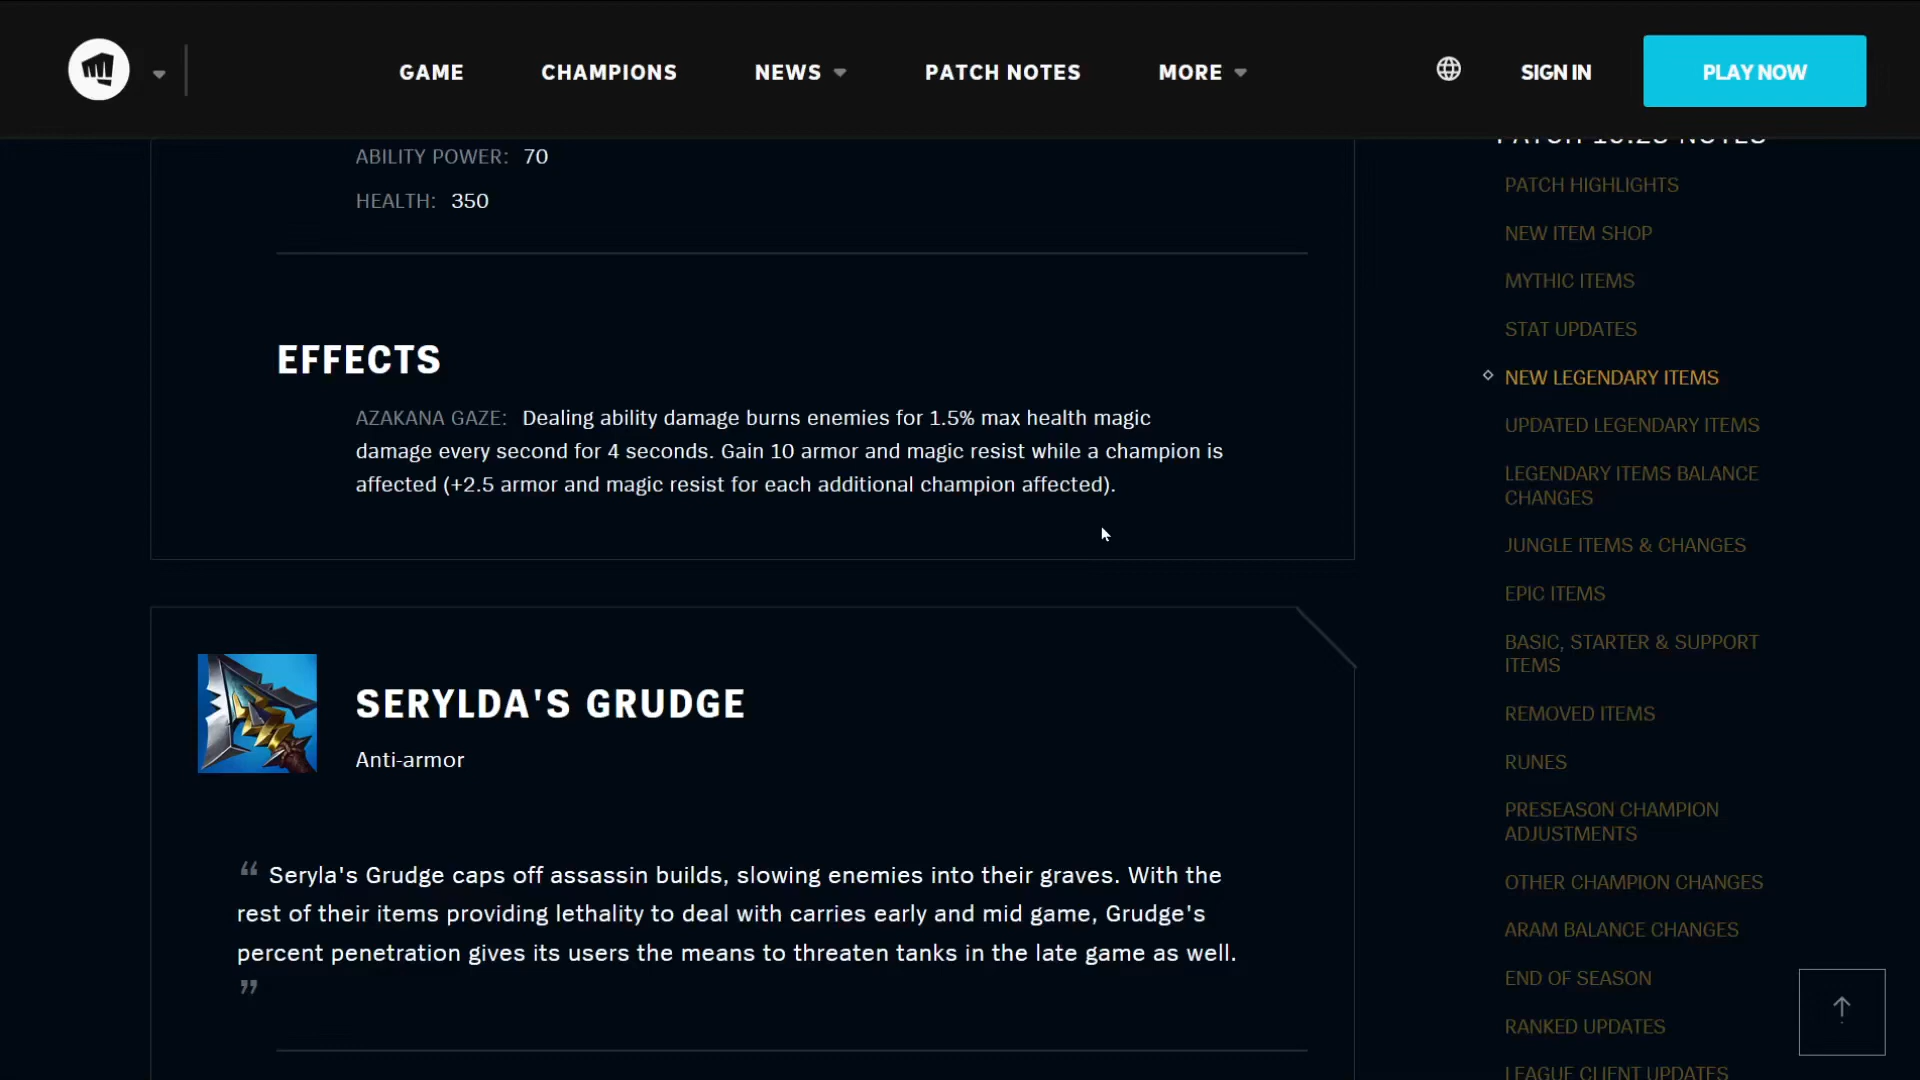 GAME
CHAMPIONS
NEWS
PATCH NOTES
MORE
SIGN IN
PLAY NOW
ABILITY POWER: 70
HEALTH: 350
EFFECTS
AZAKANA GAZE: Dealing ability damage burns enemies for 1.5% max health magic
damage every second for 4 seconds. Gain 10 armor and magic resist while a champion is
affected (+2.5 armor and magic resist for each additional champion affected).
SERYLDA'S GRUDGE
Anti-armor
“ Seryla's Grudge caps off assassin builds, slowing enemies into their graves. With the
rest of their items providing lethality to deal with carries early and mid game, Grudge's
percent penetration gives its users the means to threaten tanks in the late game as well.
”
PATCH HIGHLIGHTS
NEW ITEM SHOP
MYTHIC ITEMS
STAT UPDATES
NEW LEGENDARY ITEMS
UPDATED LEGENDARY ITEMS
LEGENDARY ITEMS BALANCE
CHANGES
JUNGLE ITEMS & CHANGES
EPIC ITEMS
BASIC, STARTER & SUPPORT
ITEMS
REMOVED ITEMS
RUNES
PRESEASON CHAMPION
ADJUSTMENTS
OTHER CHAMPION CHANGES
ARAM BALANCE CHANGES
END OF SEASON
RANKED UPDATES
LEAGUE CLIENT UPDATES